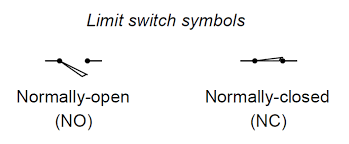 Limit switch symbols
Normally-open
(NO)
Normally-closed
(NC)